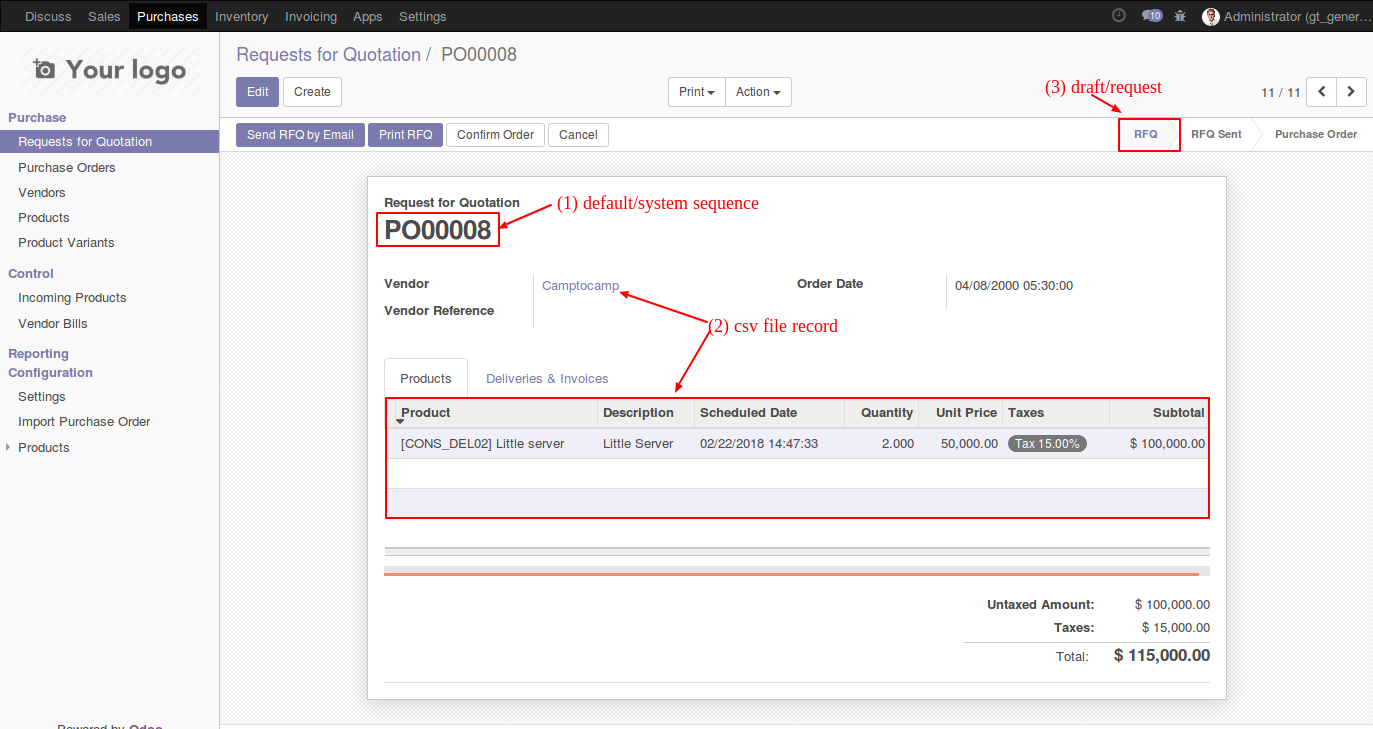 Discuss Sales Purchases Inventory Invoicing Apps Settings 10 Administrator (gt_gener...
Your logo
Requests for Quotation / PO00008
Edit Create Print Action (3) draft/request 11 / 11
Purchase
Requests for Quotation
Purchase Orders
Vendors
Products
Product Variants
Control
Incoming Products
Vendor Bills
Reporting
Configuration
Settings
Import Purchase Order
Products
Powered by Odoo
Send RFQ by Email Print RFQ Confirm Order Cancel RFQ RFQ Sent Purchase Order
Request for Quotation (1) default/system sequence
PO00008
Vendor Camptocamp Order Date 04/08/2000 05:30:00
Vendor Reference
(2) csv file record
Products Deliveries & Invoices
Product Description Scheduled Date Quantity Unit Price Taxes Subtotal
[CONS_DEL02] Little server Little Server 02/22/2018 14:47:33 2.000 50,000.00 Tax 15.00% $ 100,000.00
Untaxed Amount: $ 100,000.00
Taxes: $ 15,000.00
Total: $ 115,000.00